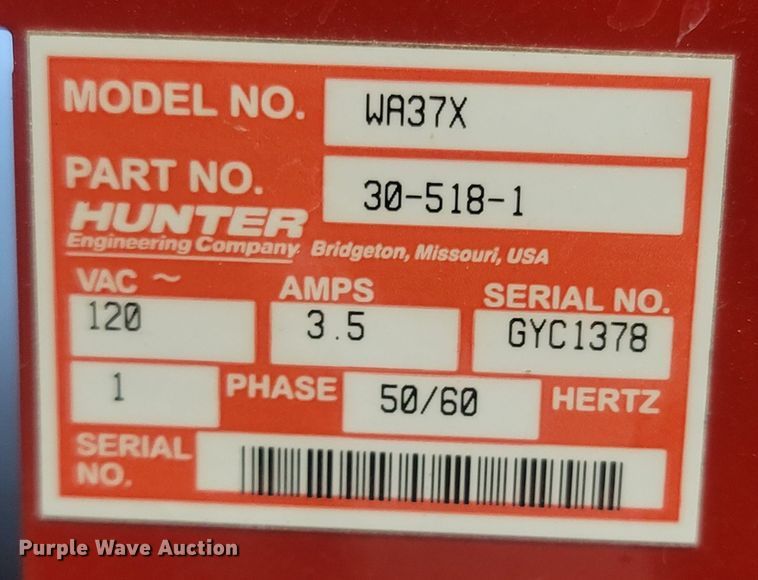 MODEL NO. WA37X
PART NO. 30-518-1
HUNTER
Engineering Company Bridgeton, Missouri, USA
VAC ~ AMPS SERIAL NO.
120 3.5 GYC1378
1 PHASE 50/60 HERTZ
SERIAL
NO.
Purple Wave Auction